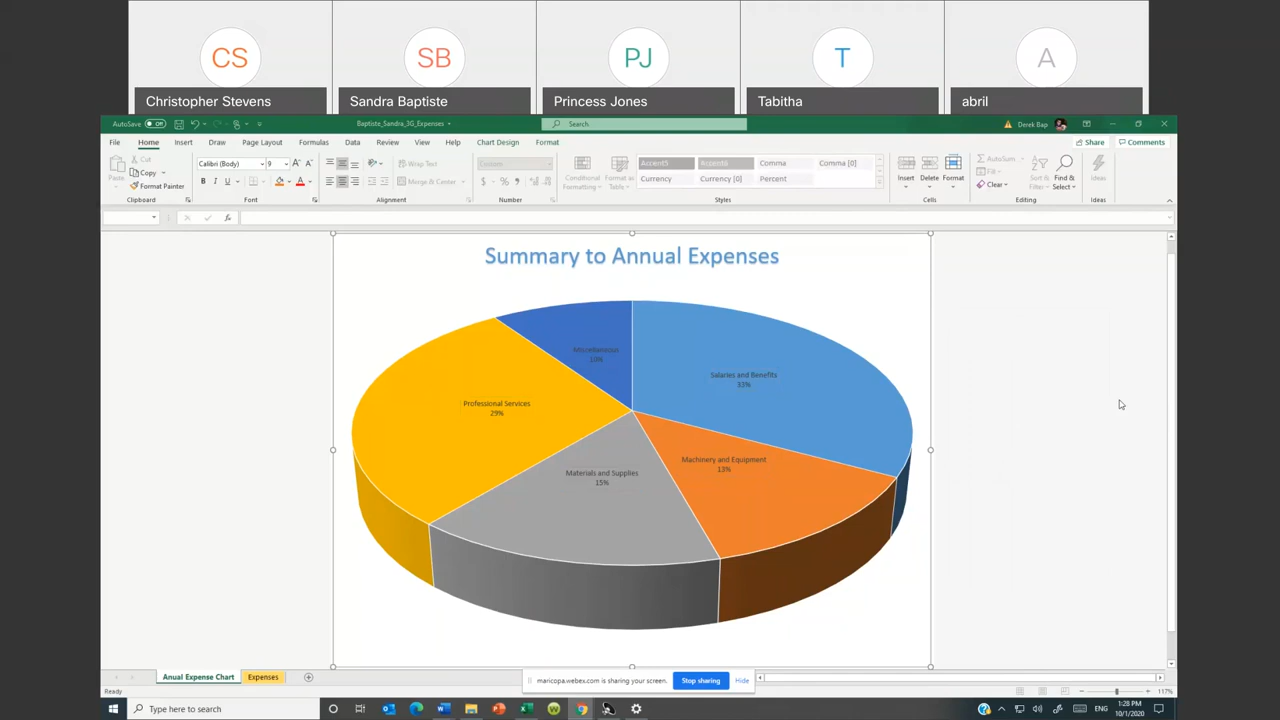 CS
SB
PJ
T
A
Christopher Stevens
Sandra Baptiste
Princess Jones
Tabitha
abril
AutoSave Off
Baptiste_Sandra_3G_Expenses
Search
Derek Bap
File Home Insert Draw Page Layout Formulas Data Review View Help Chart Design Format
Share
Comments
Paste
Cut
Copy
Format Painter
Clipboard
Calibri (Body) 9
B I U
Font
Wrap Text
Merge & Center
Alignment
Custom
$ % ,
Number
Conditional
Formatting
Format as
Table
Accent5 Accent6 Comma Comma [0]
Currency Currency [0] Percent
Styles
Insert Delete Format
Cells
AutoSum
Fill
Clear
Sort &
Filter
Find &
Select
Editing
Ideas
Ideas
fx
Summary to Annual Expenses
Miscellaneous
10%
Salaries and Benefits
33%
Professional Services
29%
Machinery and Equipment
13%
Materials and Supplies
15%
Anual Expense Chart
Expenses
maricopa.webex.com is sharing your screen.
Stop sharing
Hide
Ready
117%
Type here to search
ENG
1:28 PM
10/1/2020